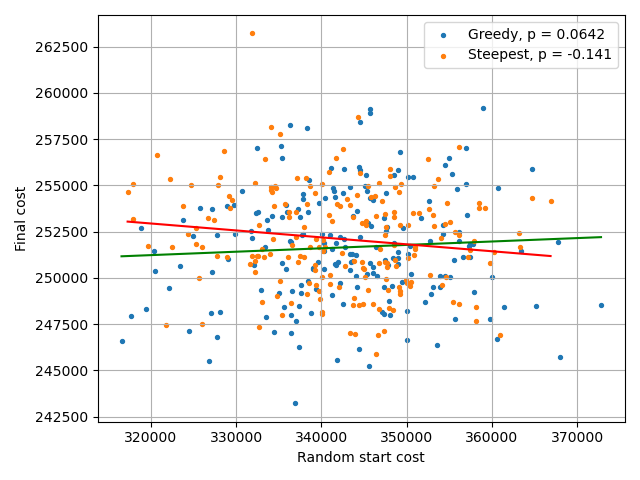 Greedy, p = 0.0642
Steepest, p = -0.141
262500
260000
257500
255000
252500
250000
247500
245000
242500
Final cost
320000 330000 340000 350000 360000 370000
Random start cost